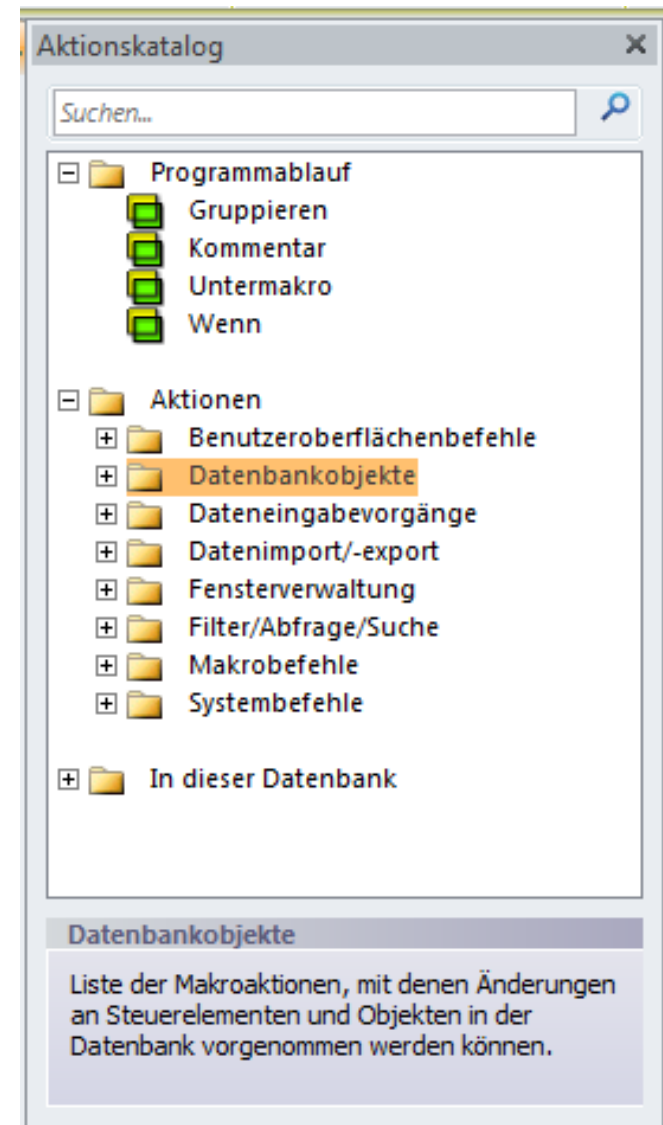 Aktionskatalog
Suchen...
Programmablauf
Gruppieren
Kommentar
Untermakro
Wenn
Aktionen
Benutzeroberflächenbefehle
Datenbankobjekte
Dateneingabevorgänge
Datenimport/-export
Fensterverwaltung
Filter/Abfrage/Suche
Makrobefehle
Systembefehle
In dieser Datenbank
Datenbankobjekte
Liste der Makroaktionen, mit denen Änderungen
an Steuerelementen und Objekten in der
Datenbank vorgenommen werden können.